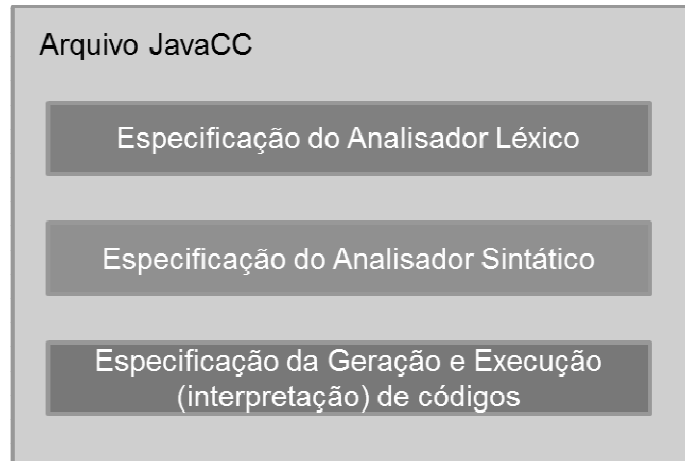 Arquivo JavaCC
Especificação do Analisador Léxico
Especificação do Analisador Sintático
Especificação da Geração e Execução
(interpretação) de códigos